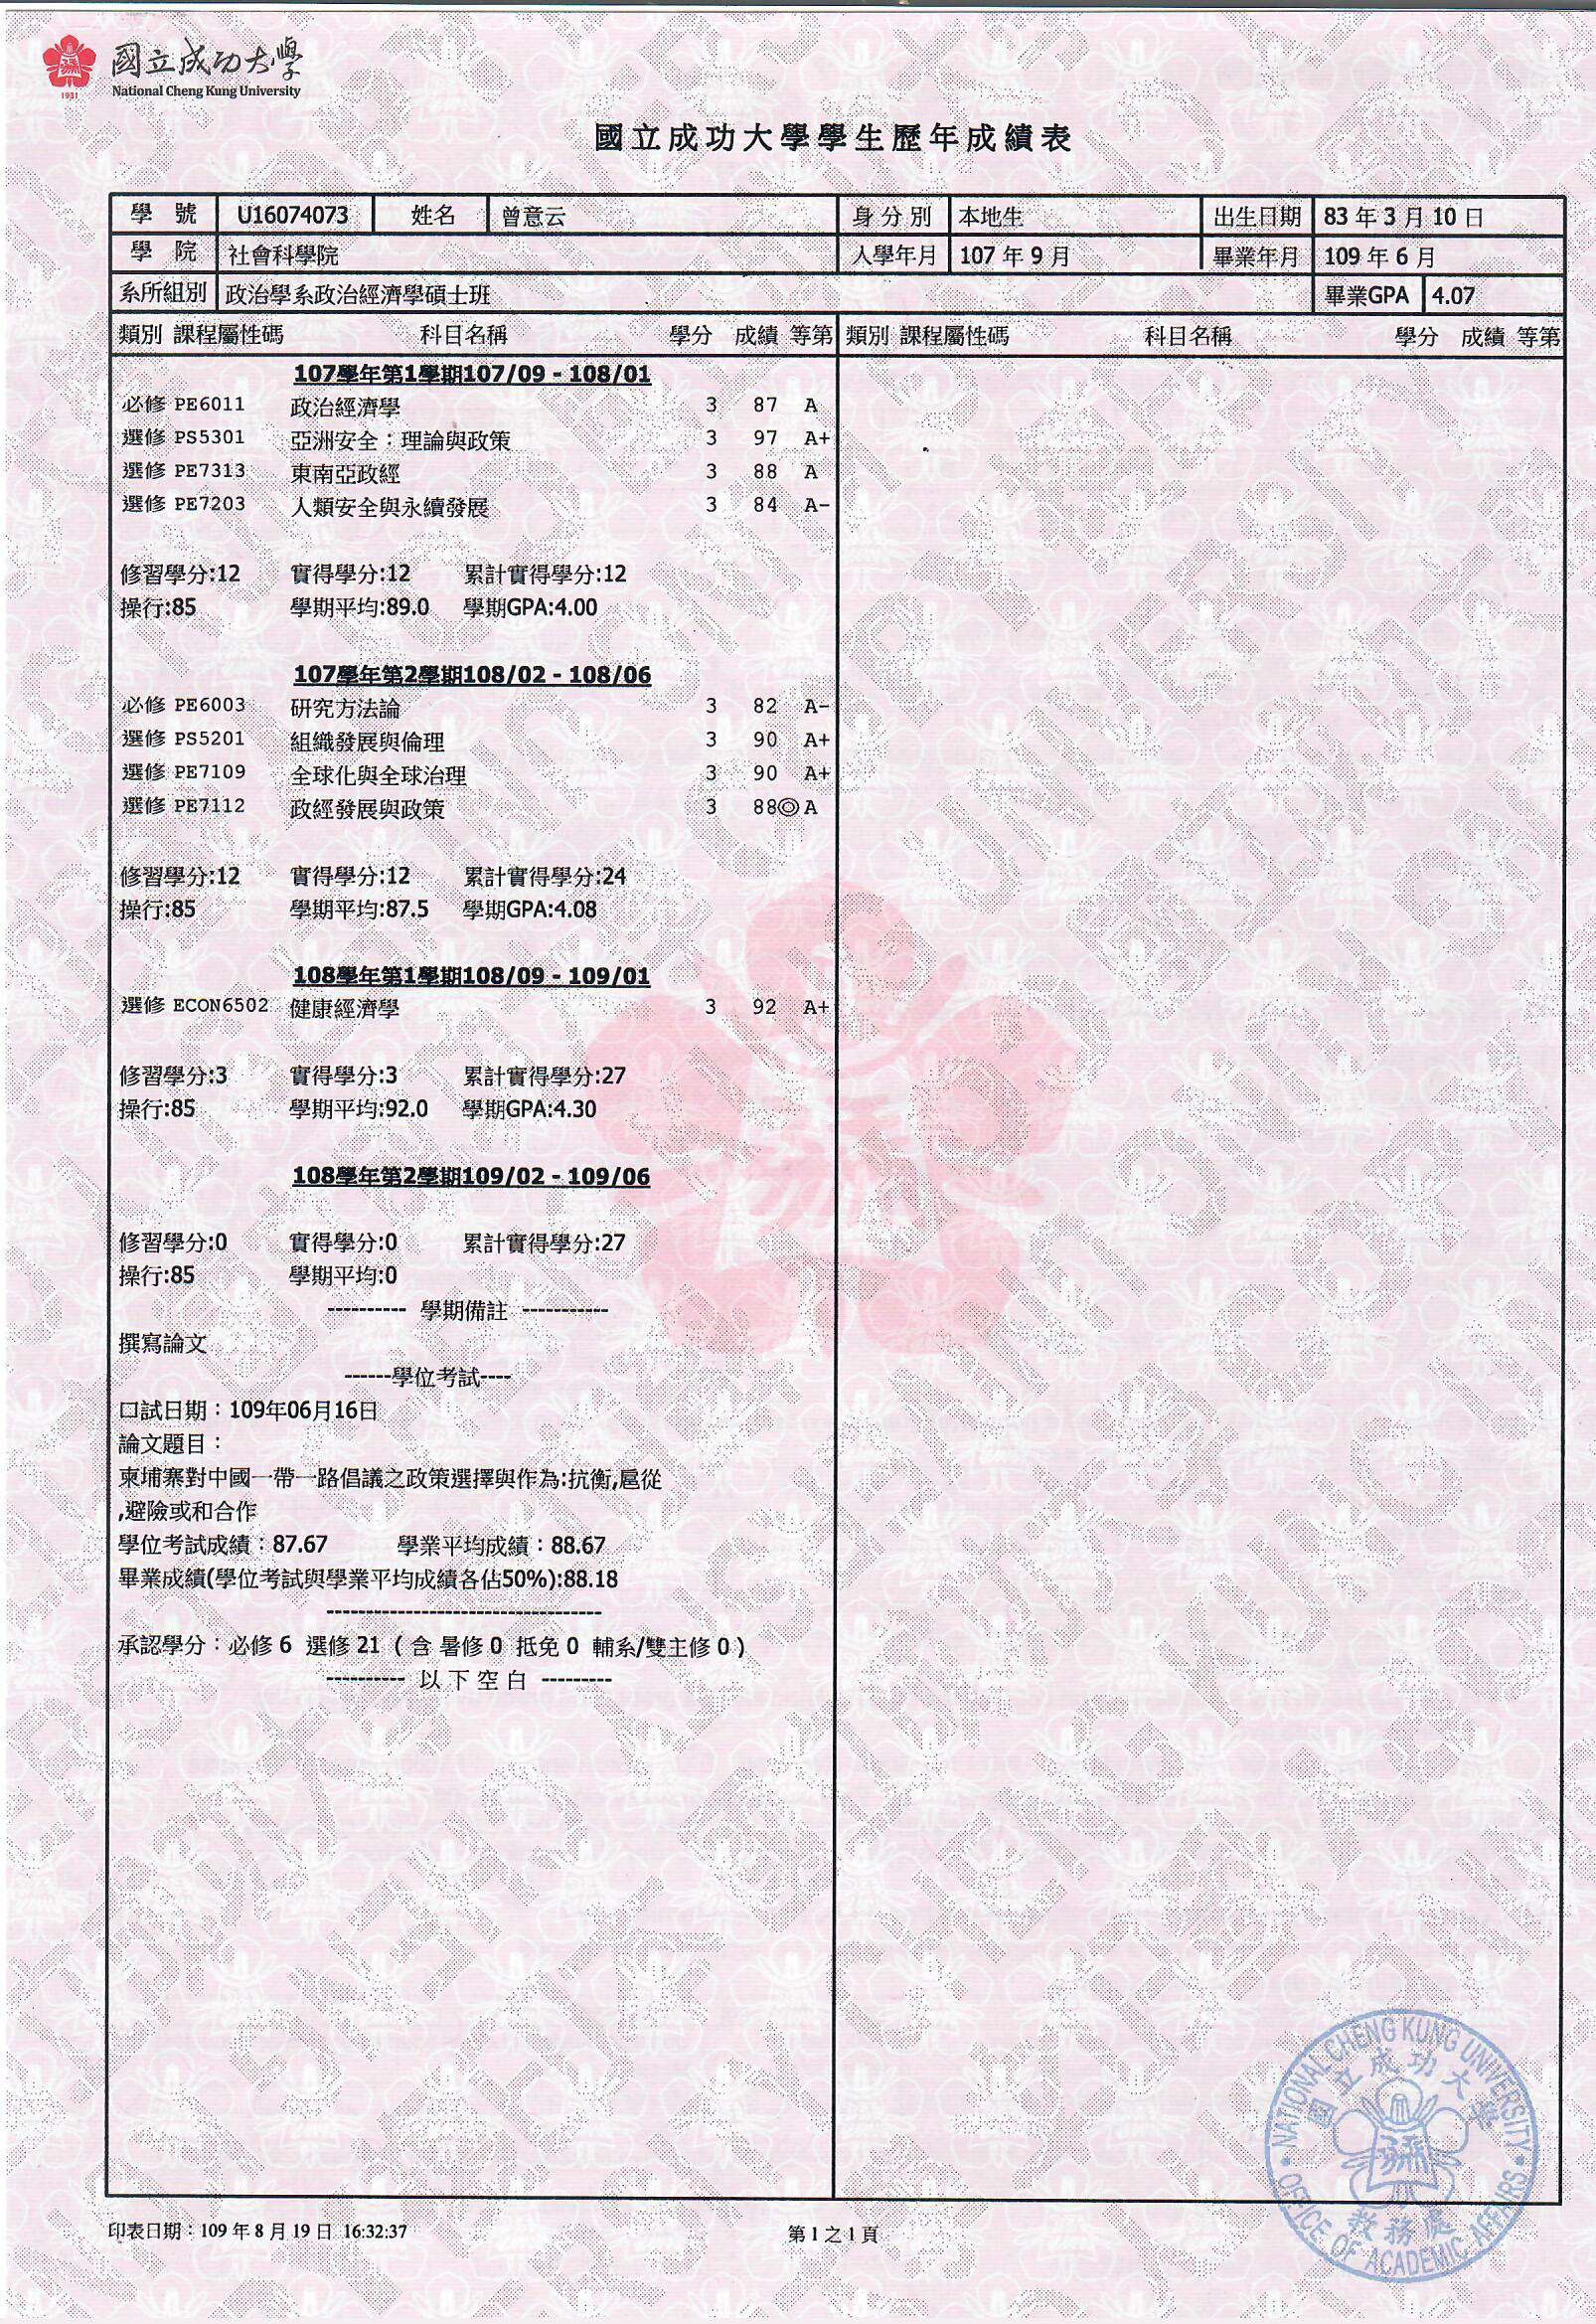 國立成功大學
National Cheng Kung University
1931
國立成功大學學生歷年成績表
學 號 U16074073 姓名 曾意云 身分別 本地生 出生日期 83 年 3 月 10 日
學 院 社會科學院 入學年月 107 年 9 月 畢業年月 109 年 6 月
系所組別 政治學系政治經濟學碩士班 畢業GPA 4.07
類別 課程屬性碼 科目名稱 學分 成績 等第 類別 課程屬性碼 科目名稱 學分 成績 等第
107學年第1學期107/09 - 108/01
必修 PE6011 政治經濟學 3 87 A
選修 PS5301 亞洲安全：理論與政策 3 97 A+
選修 PE7313 東南亞政經 3 88 A
選修 PE7203 人類安全與永續發展 3 84 A-
修習學分:12 實得學分:12 累計實得學分:12
操行:85 學期平均:89.0 學期GPA:4.00
107學年第2學期108/02 - 108/06
必修 PE6003 研究方法論 3 82 A-
選修 PS5201 組織發展與倫理 3 90 A+
選修 PE7109 全球化與全球治理 3 90 A+
選修 PE7112 政經發展與政策 3 88◎ A
修習學分:12 實得學分:12 累計實得學分:24
操行:85 學期平均:87.5 學期GPA:4.08
108學年第1學期108/09 - 109/01
選修 ECON6502 健康經濟學 3 92 A+
修習學分:3 實得學分:3 累計實得學分:27
操行:85 學期平均:92.0 學期GPA:4.30
108學年第2學期109/02 - 109/06
修習學分:0 實得學分:0 累計實得學分:27
操行:85 學期平均:0
---------- 學期備註 -----------
撰寫論文
------學位考試----
口試日期：109年06月16日
論文題目：
柬埔寨對中國一帶一路倡議之政策選擇與作為:抗衡,扈從
,避險或和合作
學位考試成績：87.67 學業平均成績：88.67
畢業成績(學位考試與學業平均成績各佔50%):88.18
-----------------------------------
承認學分：必修 6 選修 21 ( 含 暑修 0 抵免 0 輔系/雙主修 0 )
---------- 以 下 空 白 ---------
NATIONAL CHENG KUNG UNIVERSITY
國立成功大學
教務處
OFFICE OF ACADEMIC AFFAIRS
印表日期：109 年 8 月 19 日 16:32:37 第 1 之 1 頁